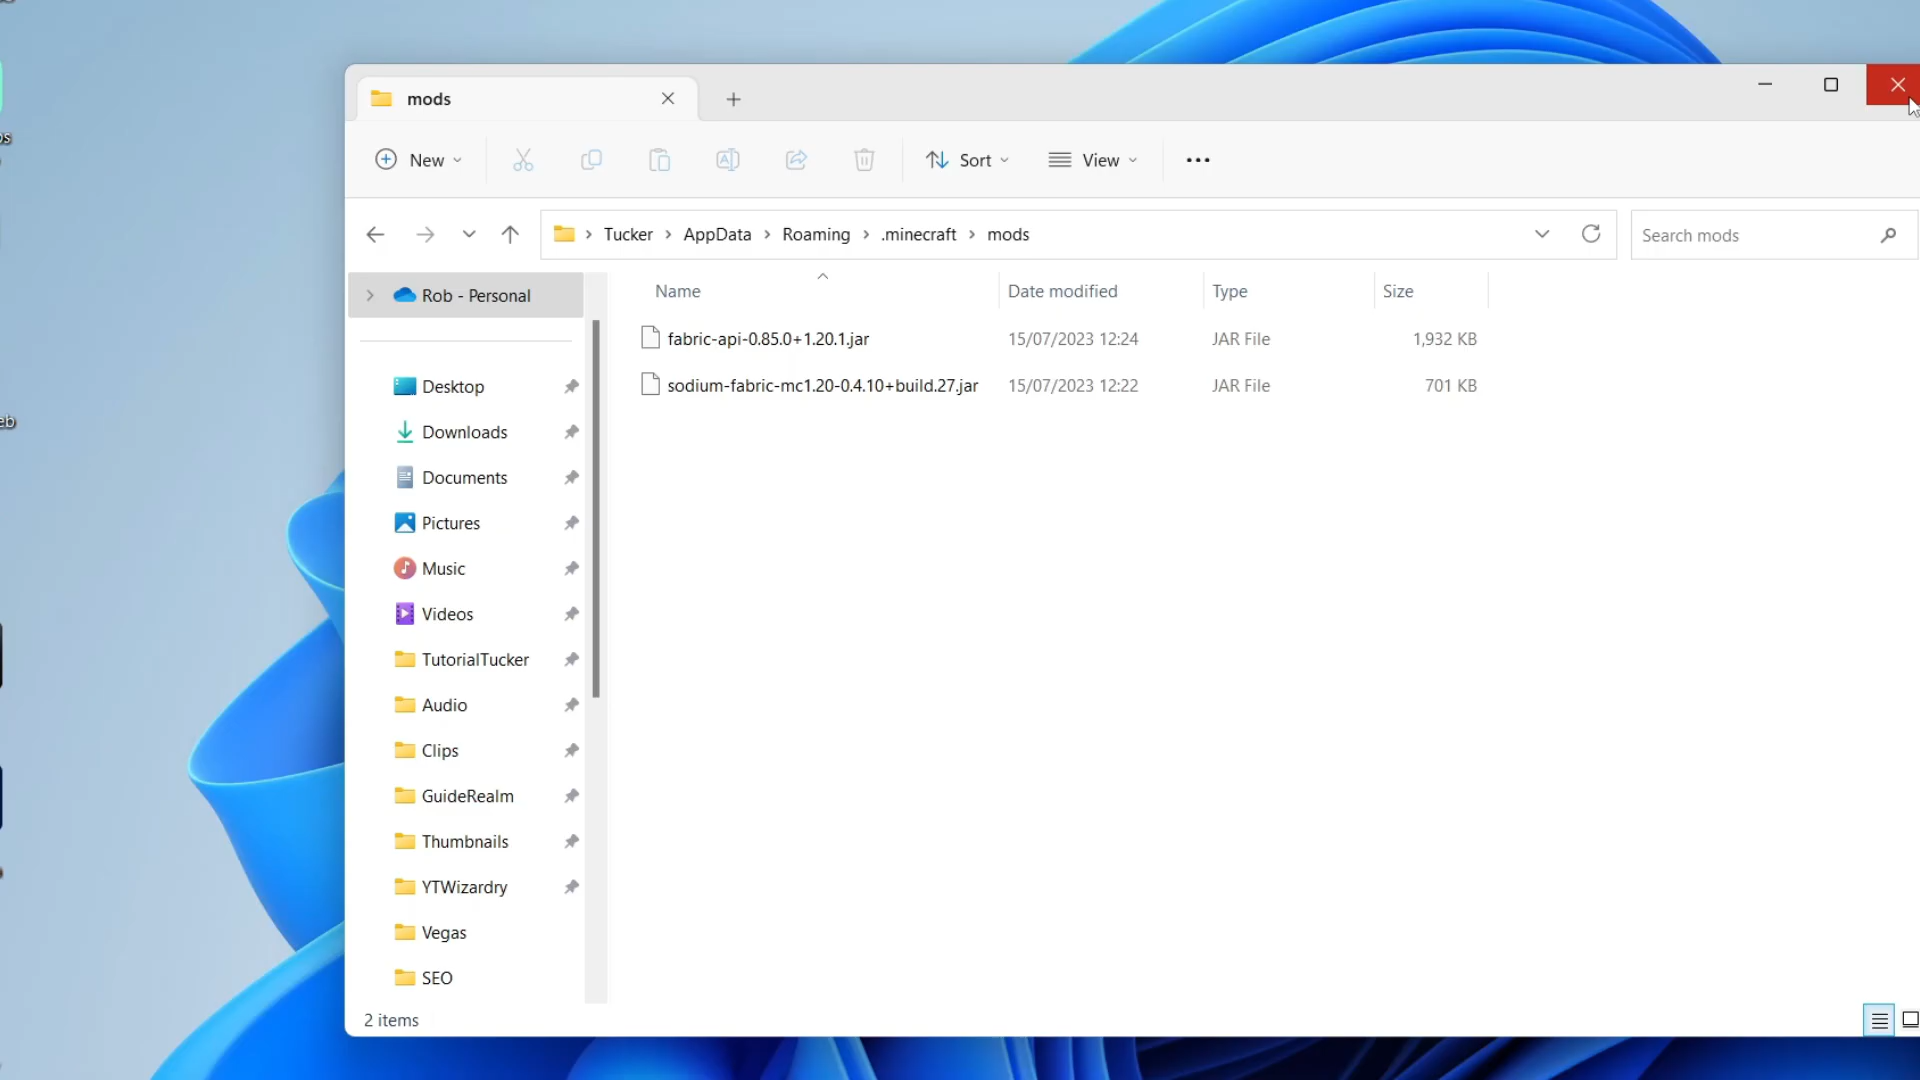 mods
New
Sort
View
Tucker > AppData > Roaming > .minecraft > mods
Search mods
Rob - Personal
Desktop
Downloads
Documents
Pictures
Music
Videos
TutorialTucker
Audio
Clips
GuideRealm
Thumbnails
YTWizardry
Vegas
SEO
Name Date modified Type Size
fabric-api-0.85.0+1.20.1.jar 15/07/2023 12:24 JAR File 1,932 KB
sodium-fabric-mc1.20-0.4.10+build.27.jar 15/07/2023 12:22 JAR File 701 KB
2 items